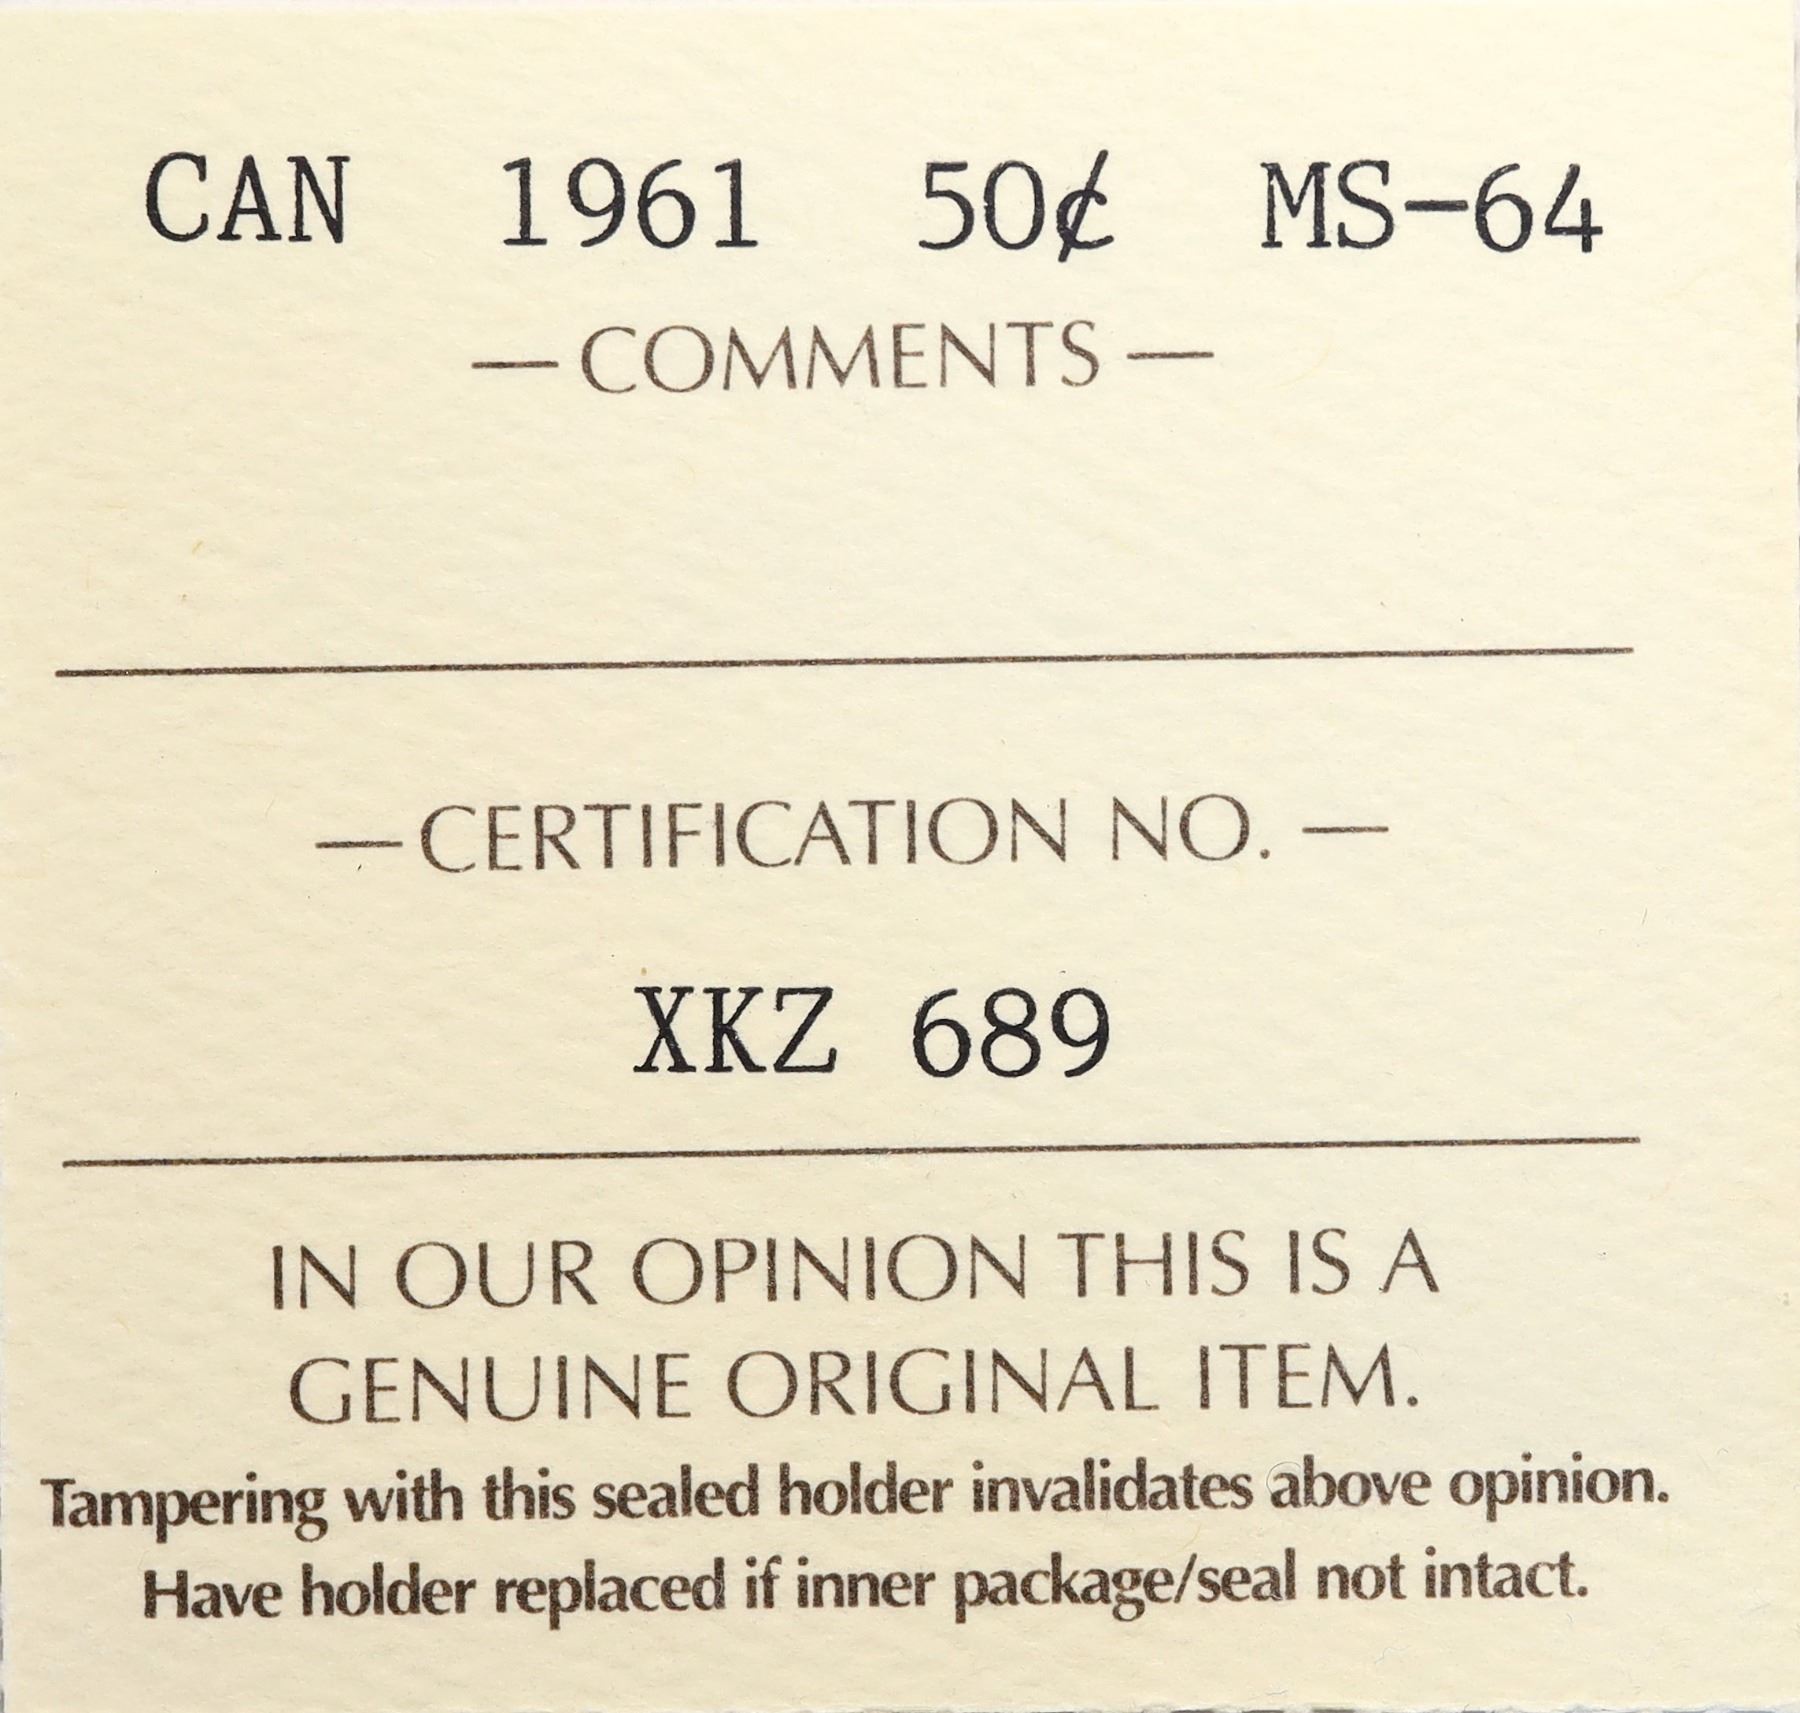 CAN 1961 50¢ MS-64
— COMMENTS —
— CERTIFICATION NO. —
XKZ 689
IN OUR OPINION THIS IS A
GENUINE ORIGINAL ITEM.
Tampering with this sealed holder invalidates above opinion.
Have holder replaced if inner package/seal not intact.